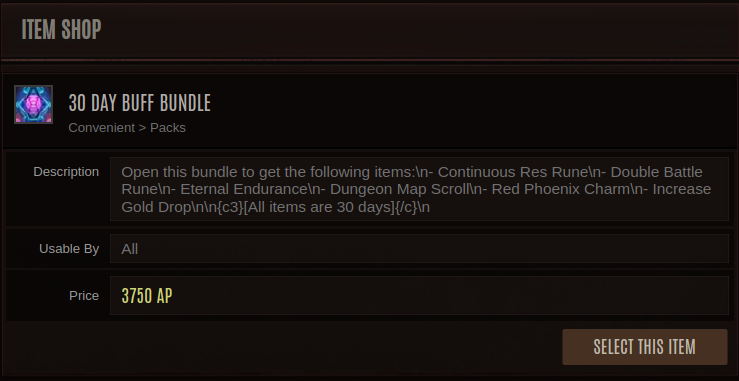 ITEM SHOP
30 DAY BUFF BUNDLE
Convenient > Packs
Description
Open this bundle to get the following items:\n- Continuous Res Rune\n- Double Battle
Rune\n- Eternal Endurance\n- Dungeon Map Scroll\n- Red Phoenix Charm\n- Increase
Gold Drop\n\n{c3}[All items are 30 days]{/c}\n
Usable By
All
Price
3750 AP
SELECT THIS ITEM